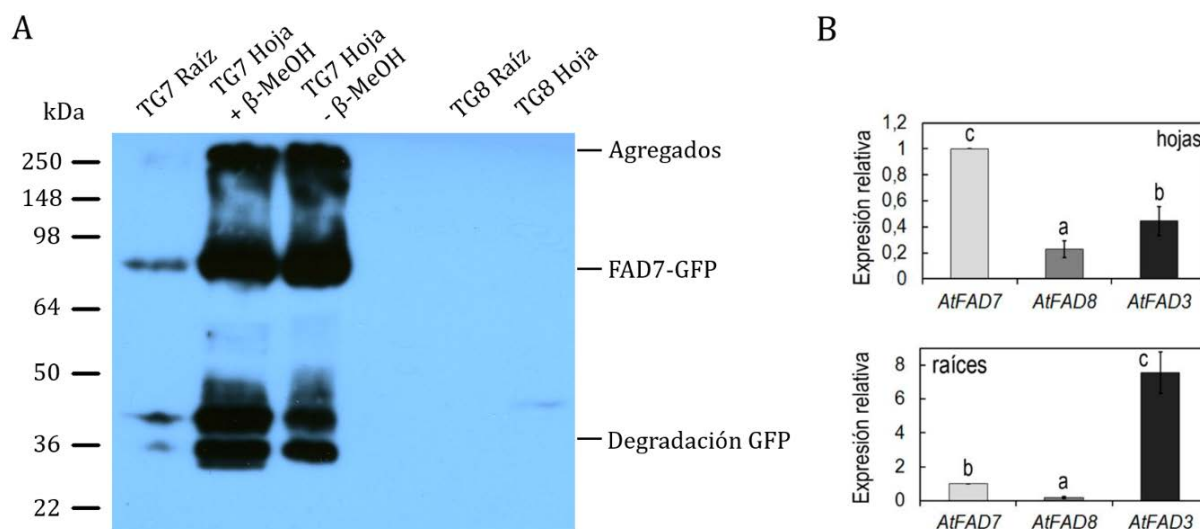 A
kDa
TG7 Raíz
TG7 Hoja
+ β-MeOH
TG7 Hoja
- β-MeOH
TG8 Raíz
TG8 Hoja
250
148
98
64
50
36
22
Agregados
FAD7-GFP
Degradación GFP
B
Expresión relativa
1,2
1
0,8
0,6
0,4
0,2
0
hojas
c
a
b
AtFAD7
AtFAD8
AtFAD3
Expresión relativa
8
6
4
2
0
raíces
b
a
c
AtFAD7
AtFAD8
AtFAD3